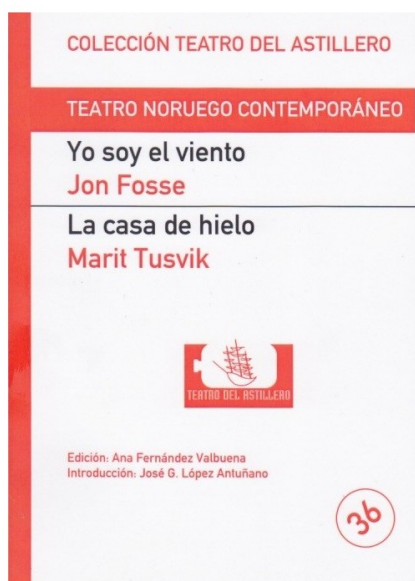 COLECCIÓN TEATRO DEL ASTILLERO
TEATRO NORUEGO CONTEMPORÁNEO
Yo soy el viento
Jon Fosse
La casa de hielo
Marit Tusvik
TEATRO DEL ASTILLERO
Edición: Ana Fernández Valbuena
Introducción: José G. López Antuñano
36